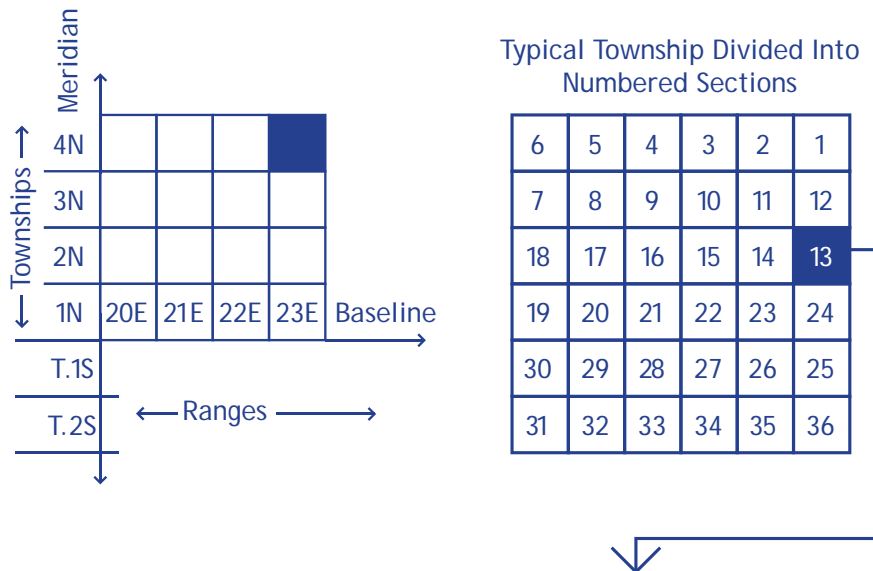 Meridian
Townships
4N
3N
2N
1N 20E 21E 22E 23E Baseline
T.1S
T.2S
Ranges
Typical Township Divided Into
Numbered Sections
6 5 4 3 2 1
7 8 9 10 11 12
18 17 16 15 14 13
19 20 21 22 23 24
30 29 28 27 26 25
31 32 33 34 35 36